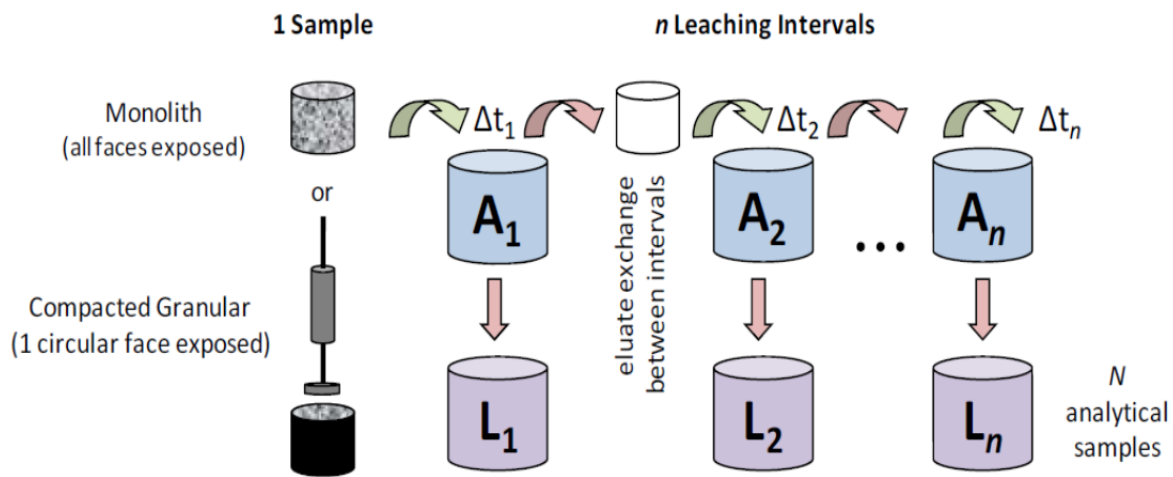 1 Sample
n Leaching Intervals
Monolith
(all faces exposed)
or
Compacted Granular
(1 circular face exposed)
Δt₁
Δt₂
Δtₙ
A₁
eluate exchange
between intervals
A₂
...
Aₙ
L₁
L₂
Lₙ
N
analytical
samples